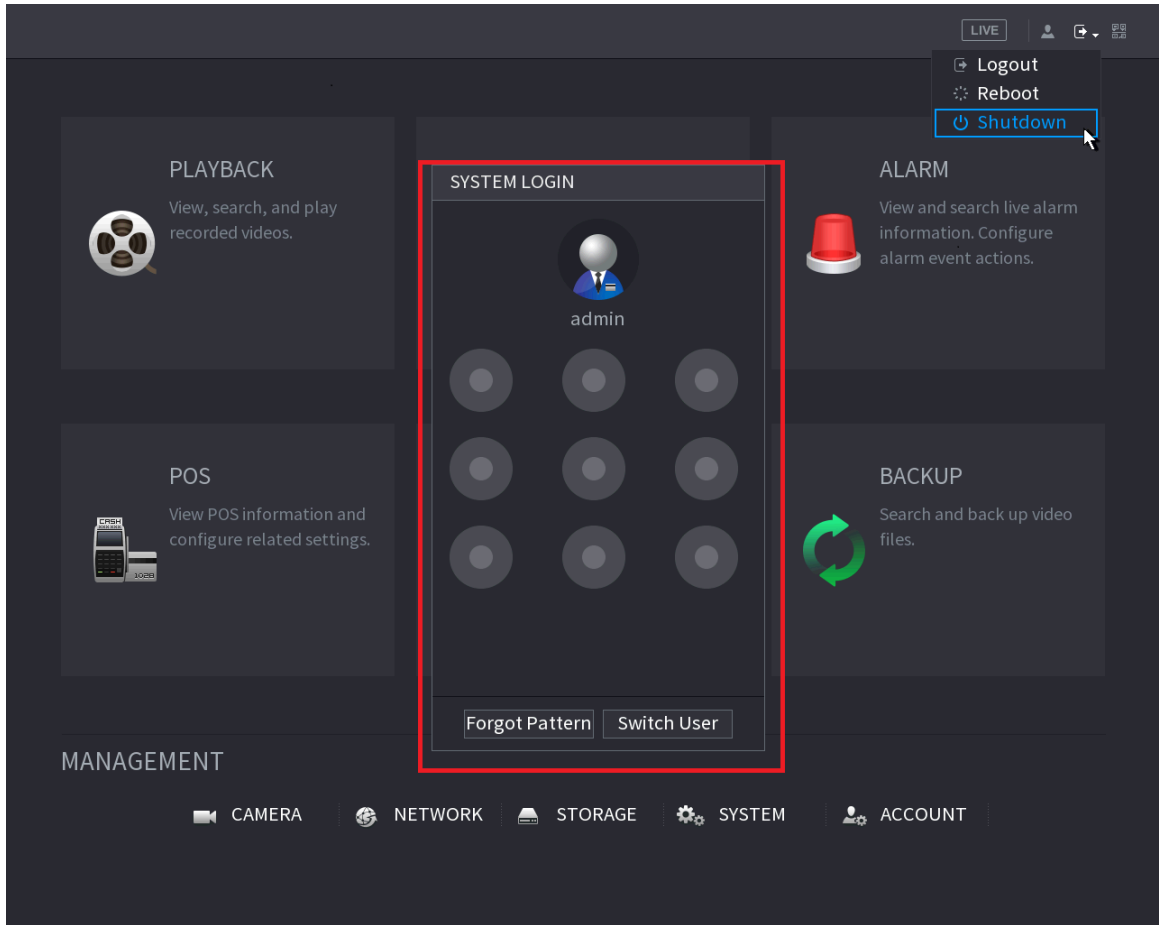 LIVE
Logout
Reboot
Shutdown
PLAYBACK
View, search, and play
recorded videos.
SYSTEM LOGIN
admin
Forgot Pattern
Switch User
ALARM
View and search live alarm
information. Configure
alarm event actions.
POS
View POS information and
configure related settings.
CASH
1028
BACKUP
Search and back up video
files.
MANAGEMENT
CAMERA
NETWORK
STORAGE
SYSTEM
ACCOUNT